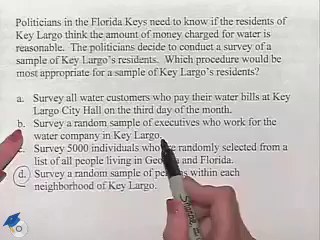 Politicians in the Florida Keys need to know if the residents of
Key Largo think the amount of money charged for water is
reasonable. The politicians decide to conduct a survey of a
sample of Key Largo's residents. Which procedure would be
most appropriate for a sample of Key Largo's residents?
a. Survey all water customers who pay their water bills at Key
Largo City Hall on the third day of the month.
b. Survey a random sample of executives who work for the
water company in Key Largo.
Survey 5000 individuals who are randomly selected from a
list of all people living in Georgia and Florida.
d. Survey a random sample of persons within each
neighborhood of Key Largo.
Sharpie